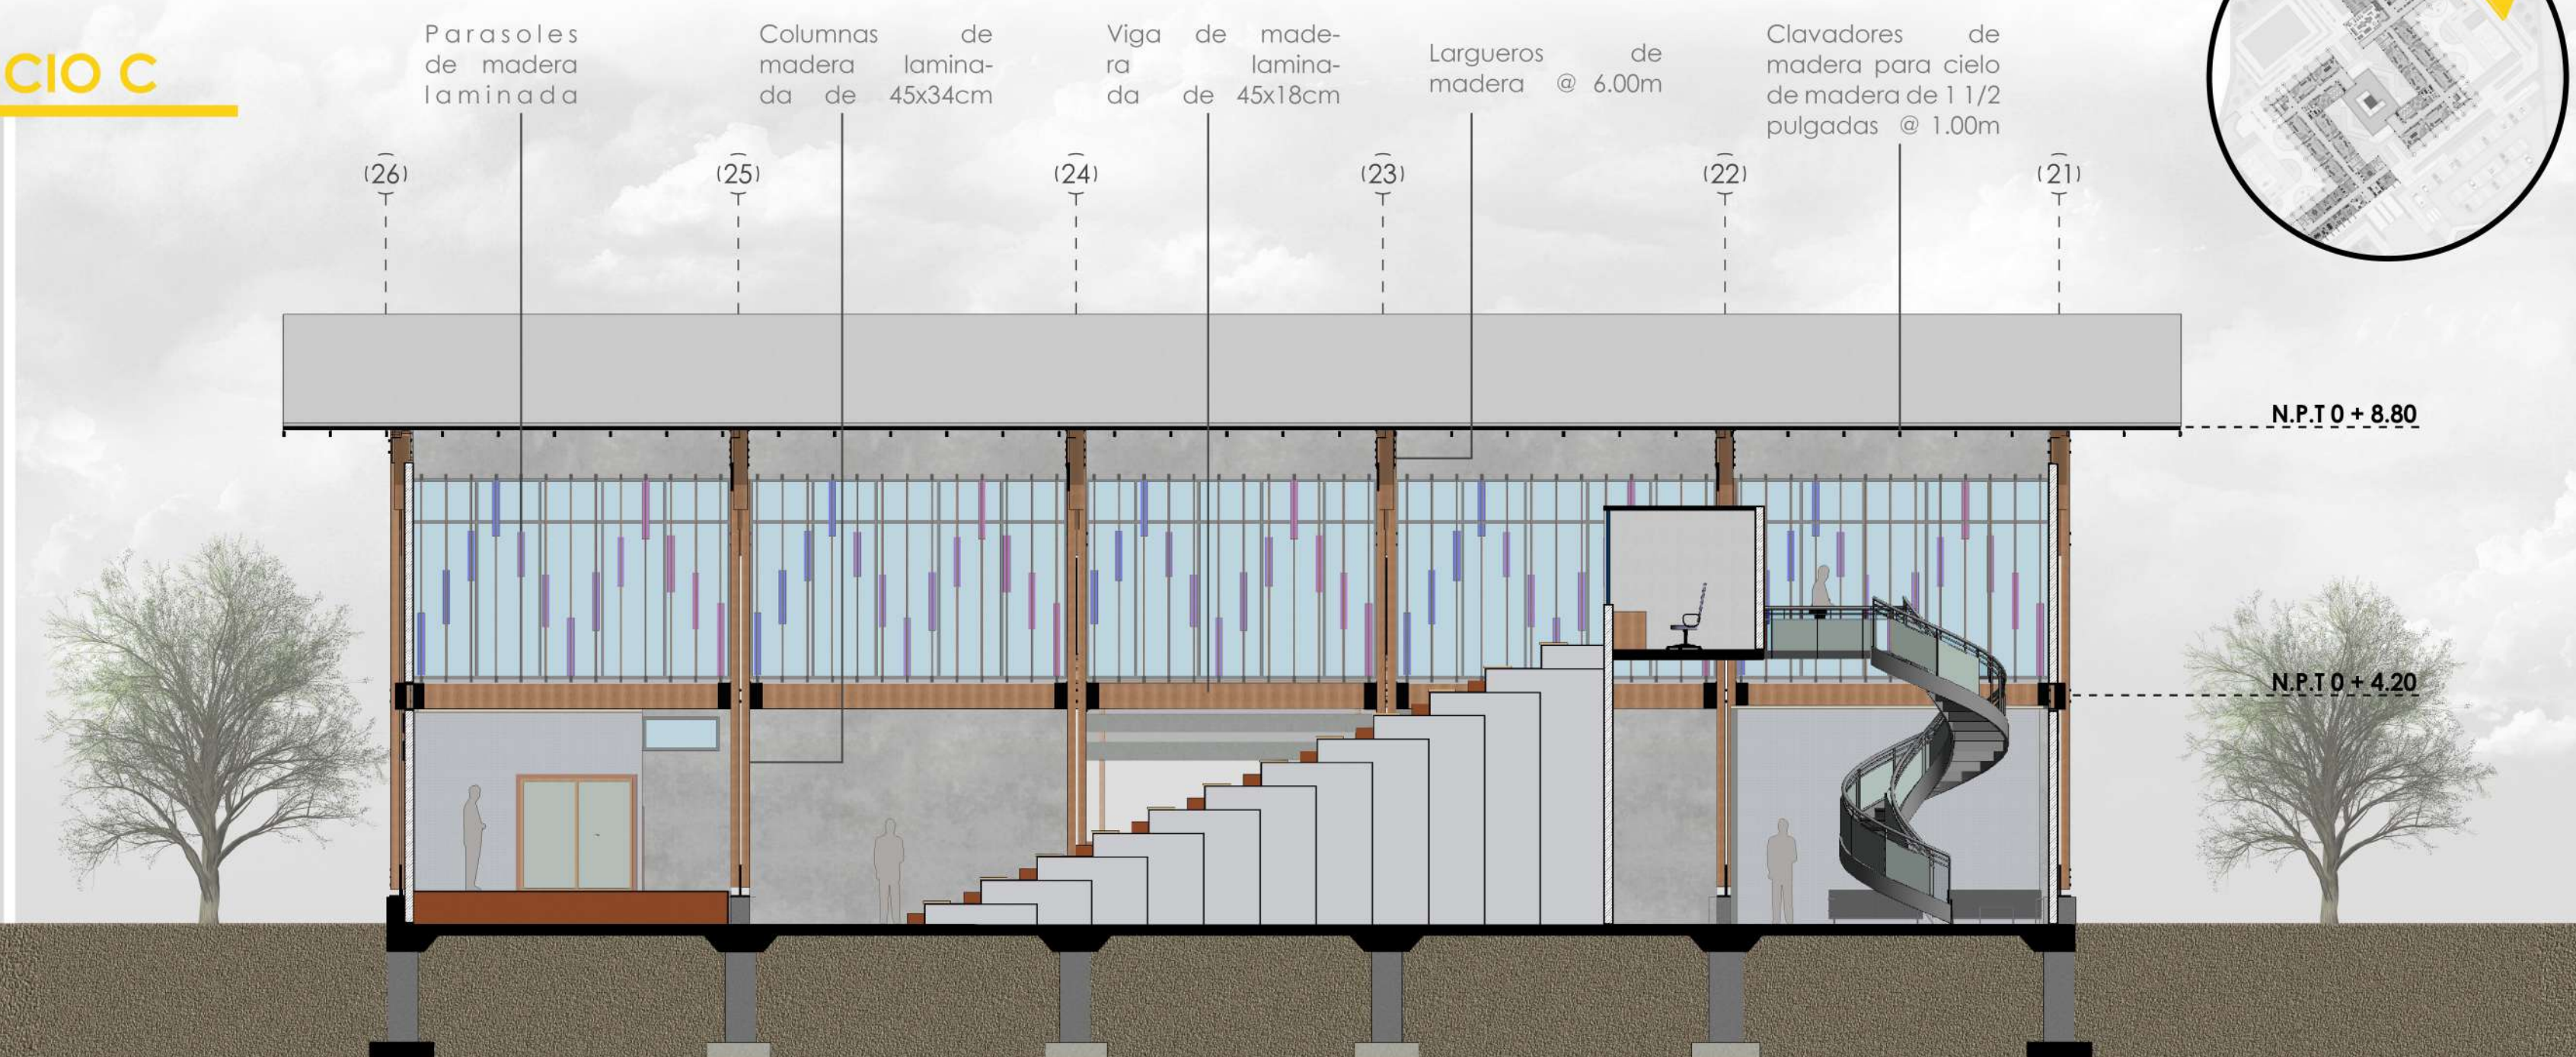 CIO C
Parasoles
de madera
laminada
Columnas de
madera lamina-
da de 45x34cm
Viga de made-
ra lamina-
da de 45x18cm
Largueros de
madera @ 6.00m
Clavadores de
madera para cielo
de madera de 1 1/2
pulgadas @ 1.00m
(26)
(25)
(24)
(23)
(22)
(21)
N.P.T 0 + 8.80
N.P.T 0 + 4.20